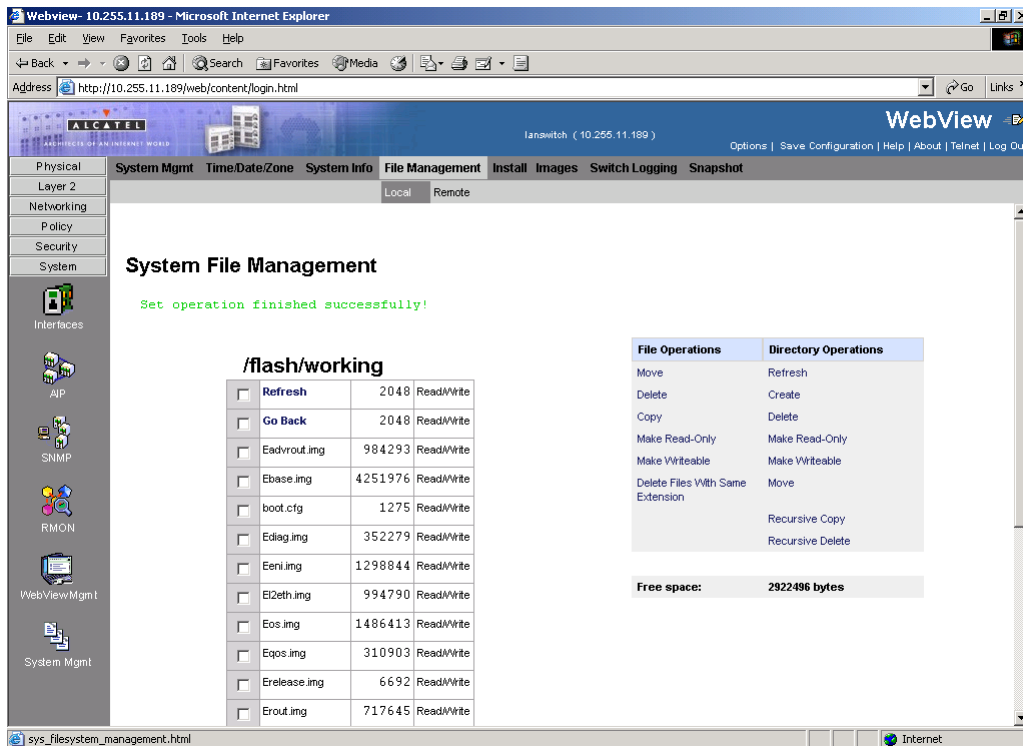 Webview- 10.255.11.189 - Microsoft Internet Explorer
File Edit View Favorites Tools Help
Back Search Favorites Media
Address http://10.255.11.189/web/content/login.html Go Links
ALCATEL
ARCHITECTS OF AN INTERNET WORLD
lanswitch ( 10.255.11.189 )
WebView
Options | Save Configuration | Help | About | Telnet | Log Ou
Physical
Layer 2
Networking
Policy
Security
System
Interfaces
AIP
SNMP
RMON
WebViewMgmt
System Mgmt
System Mgmt Time/Date/Zone System Info File Management Install Images Switch Logging Snapshot
Local Remote
System File Management
Set operation finished successfully!
/flash/working
Refresh 2048 Read/Write
Go Back 2048 Read/Write
Eadvrout.img 984293 Read/Write
Ebase.img 4251976 Read/Write
boot.cfg 1275 Read/Write
Ediag.img 352279 Read/Write
Eeni.img 1298844 Read/Write
El2eth.img 994790 Read/Write
Eos.img 1486413 Read/Write
Eqos.img 310903 Read/Write
Erelease.img 6692 Read/Write
Erout.img 717645 Read/Write
File Operations Directory Operations
Move Refresh
Delete Create
Copy Delete
Make Read-Only Make Read-Only
Make Writeable Make Writeable
Delete Files With Same Move
Extension
Recursive Copy
Recursive Delete
Free space: 2922496 bytes
sys_filesystem_management.html Internet